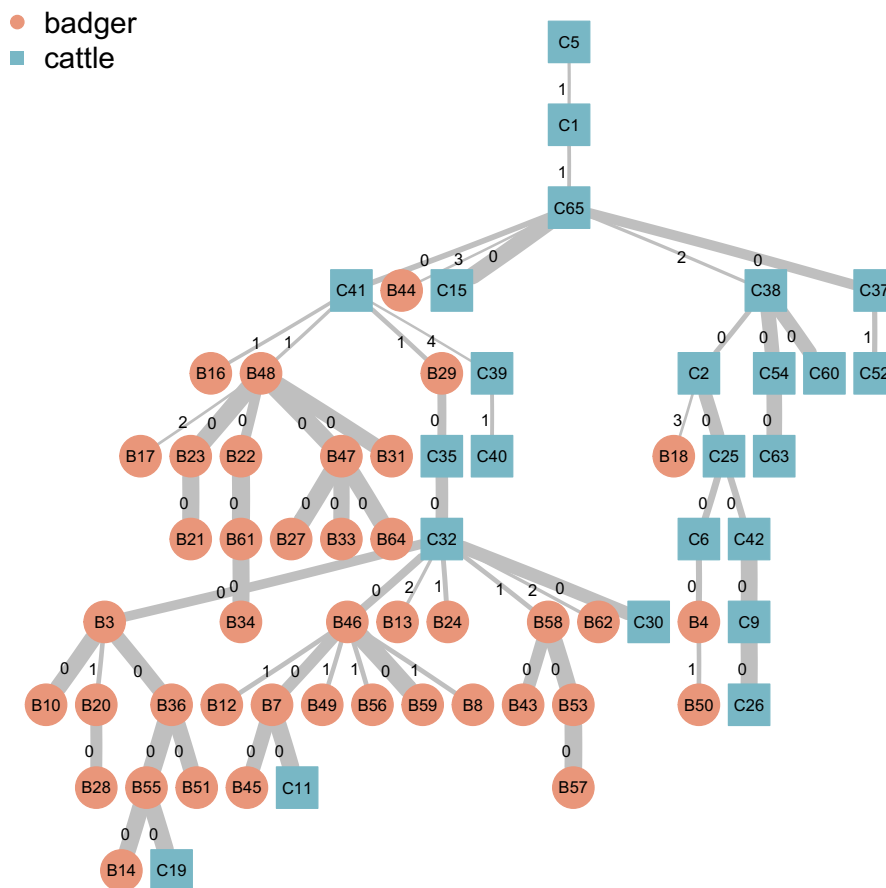 badger
cattle
C5
1
C1
1
C65
0 3 0 2 0
C41 B44 C15 C38 C37
1 1 1 4 0 0 0 1
B16 B48 B29 C39 C2 C54 C60 C52
2 0 0 0 0 0 1 3 0 0
B17 B23 B22 B47 B31 C35 C40 B18 C25 C63
0 0 0 0 0 0 0 0
B21 B61 B27 B33 B64 C32 C6 C42
0 0 0 2 1 1 2 0 0 0
B3 B34 B46 B13 B24 B58 B62 C30 B4 C9
0 1 0 1 0 1 1 0 1 0 0 1 0
B10 B20 B36 B12 B7 B49 B56 B59 B8 B43 B53 B50 C26
0 0 0 0 0 0
B28 B55 B51 B45 C11 B57
0 0
B14 C19